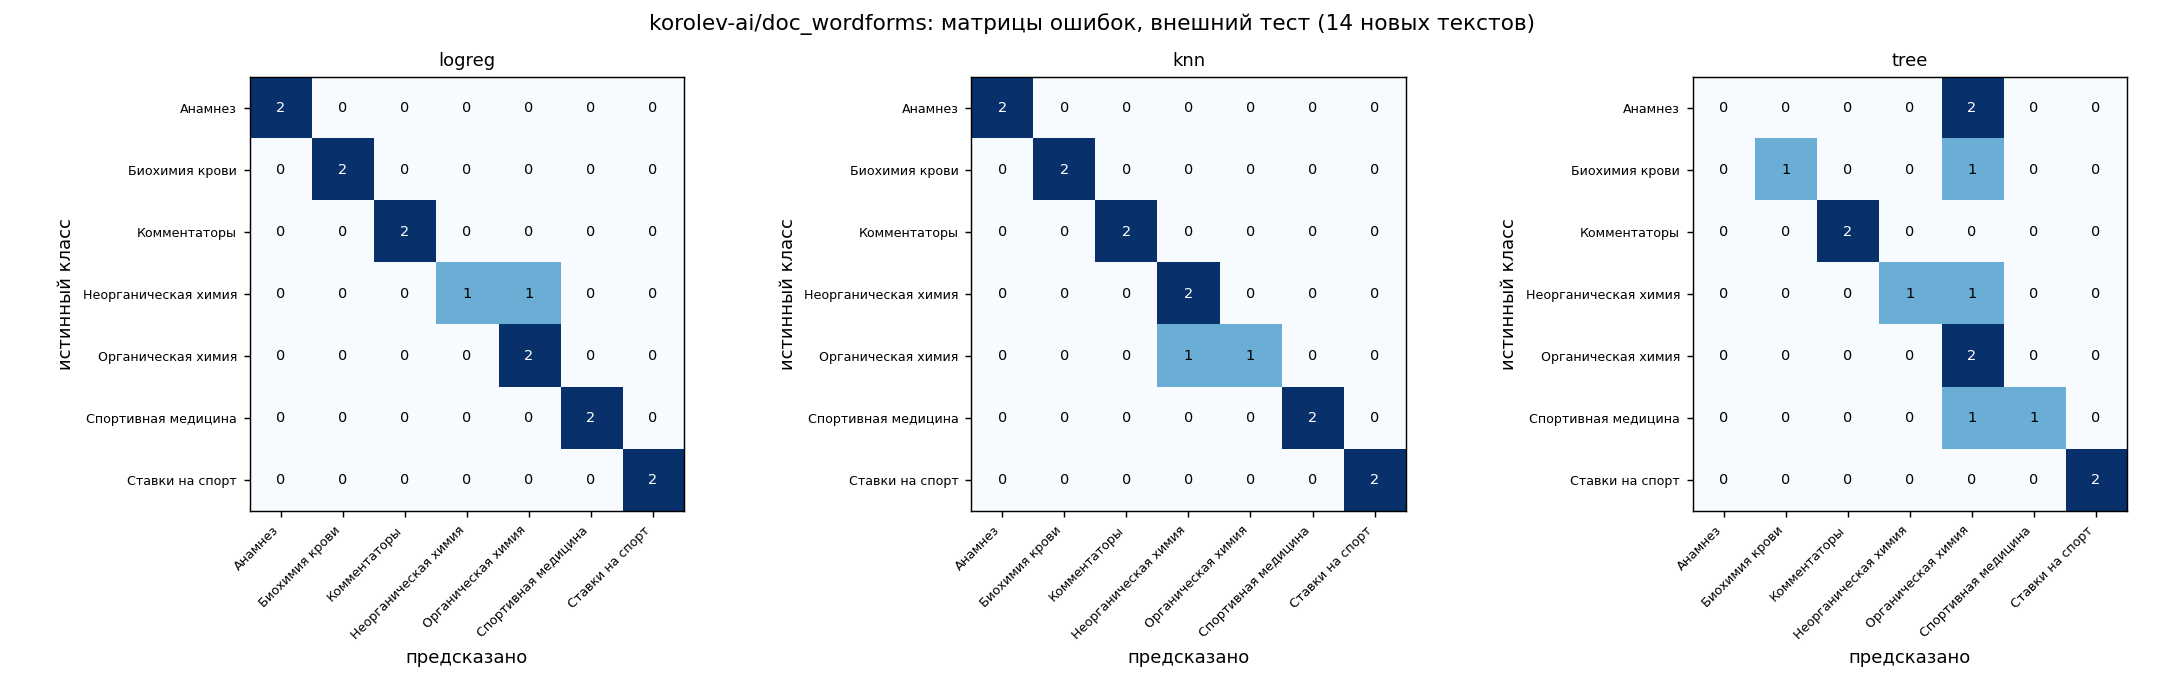 korolev-ai/doc_wordforms: матрицы ошибок, внешний тест (14 новых текстов)
logreg
истинный класс
Анамнез 2 0 0 0 0 0 0
Биохимия крови 0 2 0 0 0 0 0
Комментаторы 0 0 2 0 0 0 0
Неорганическая химия 0 0 0 1 1 0 0
Органическая химия 0 0 0 0 2 0 0
Спортивная медицина 0 0 0 0 0 2 0
Ставки на спорт 0 0 0 0 0 0 2
Анамнез
Биохимия крови
Комментаторы
Неорганическая химия
Органическая химия
Спортивная медицина
Ставки на спорт
предсказано
knn
истинный класс
Анамнез 2 0 0 0 0 0 0
Биохимия крови 0 2 0 0 0 0 0
Комментаторы 0 0 2 0 0 0 0
Неорганическая химия 0 0 0 2 0 0 0
Органическая химия 0 0 0 1 1 0 0
Спортивная медицина 0 0 0 0 0 2 0
Ставки на спорт 0 0 0 0 0 0 2
Анамнез
Биохимия крови
Комментаторы
Неорганическая химия
Органическая химия
Спортивная медицина
Ставки на спорт
предсказано
tree
истинный класс
Анамнез 0 0 0 0 2 0 0
Биохимия крови 0 1 0 0 1 0 0
Комментаторы 0 0 2 0 0 0 0
Неорганическая химия 0 0 0 1 1 0 0
Органическая химия 0 0 0 0 2 0 0
Спортивная медицина 0 0 0 0 1 1 0
Ставки на спорт 0 0 0 0 0 0 2
Анамнез
Биохимия крови
Комментаторы
Неорганическая химия
Органическая химия
Спортивная медицина
Ставки на спорт
предсказано